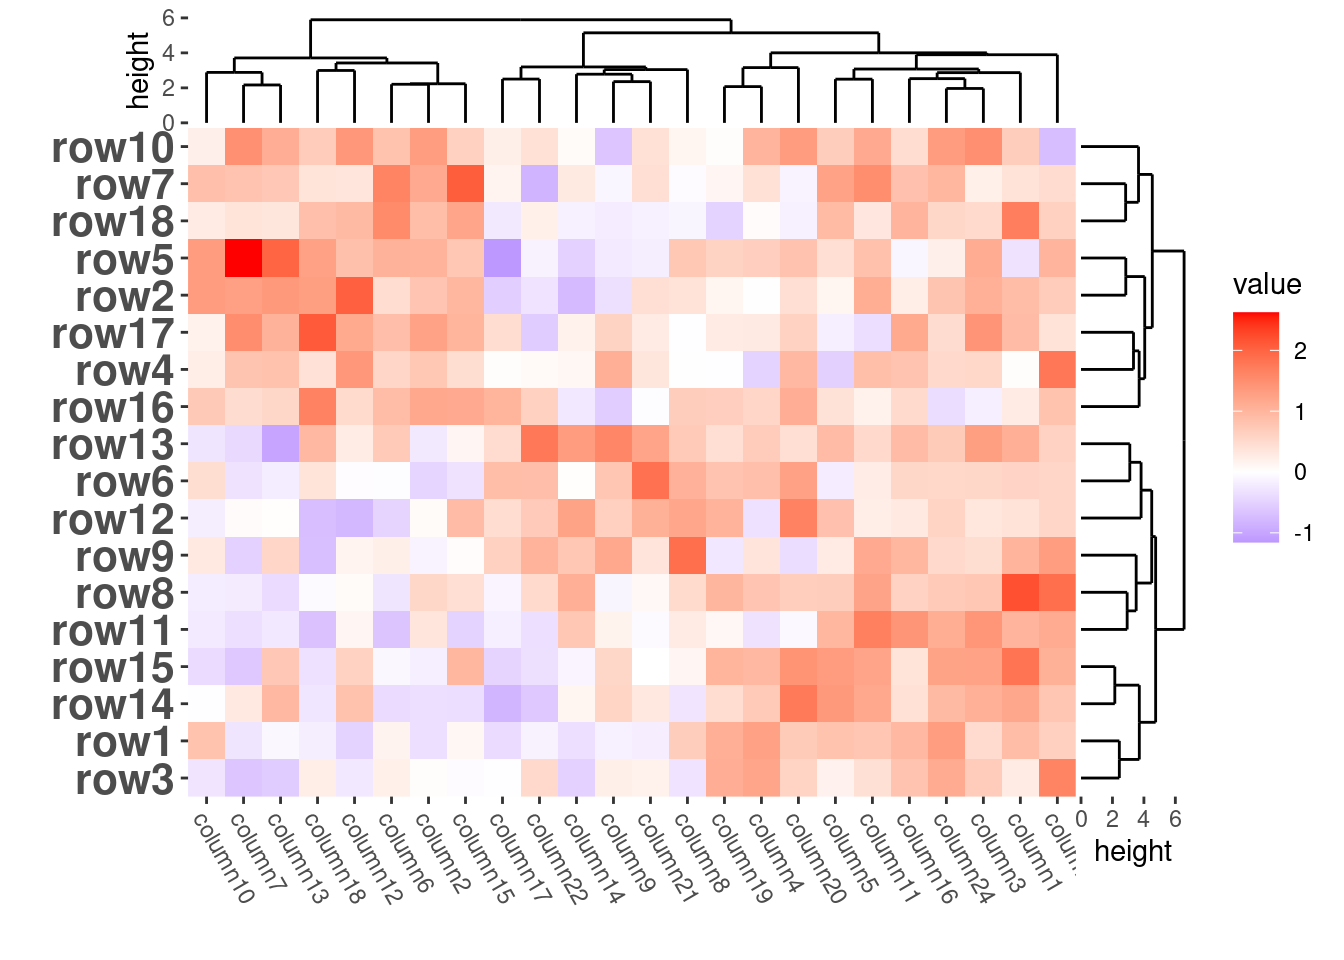 height
6
4
2
0
row10
row7
row18
row5
row2
row17
row4
row16
row13
row6
row12
row9
row8
row11
row15
row14
row1
row3
column10
column7
column13
column18
column12
column6
column2
column15
column17
column22
column14
column9
column21
column8
column19
column4
column20
column5
column11
column16
column24
column3
column1
0 2 4 6
height
value
2
1
0
-1